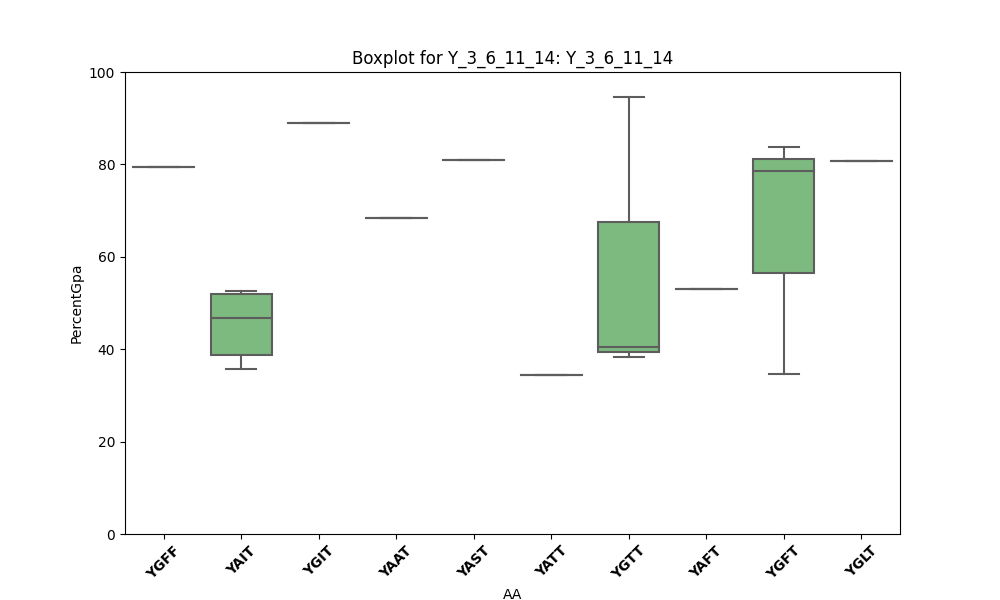 Boxplot for Y_3_6_11_14: Y_3_6_11_14
100
80
60
40
20
0
PercentGpa
YGFF
YAIT
YGIT
YAAT
YAST
YATT
YGTT
YAFT
YGFT
YGLT
AA